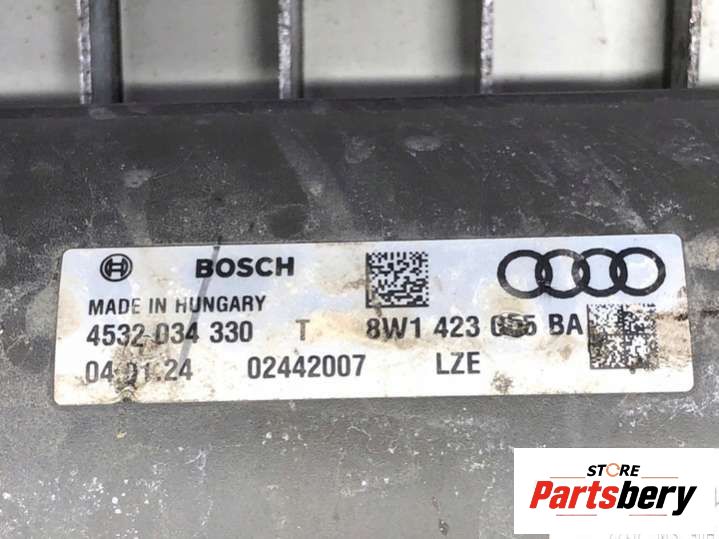 BOSCH
MADE IN HUNGARY
4532 034 330 T 8W1 423 055 BA
04.01.24 02442007 LZE
STORE
Partsbery